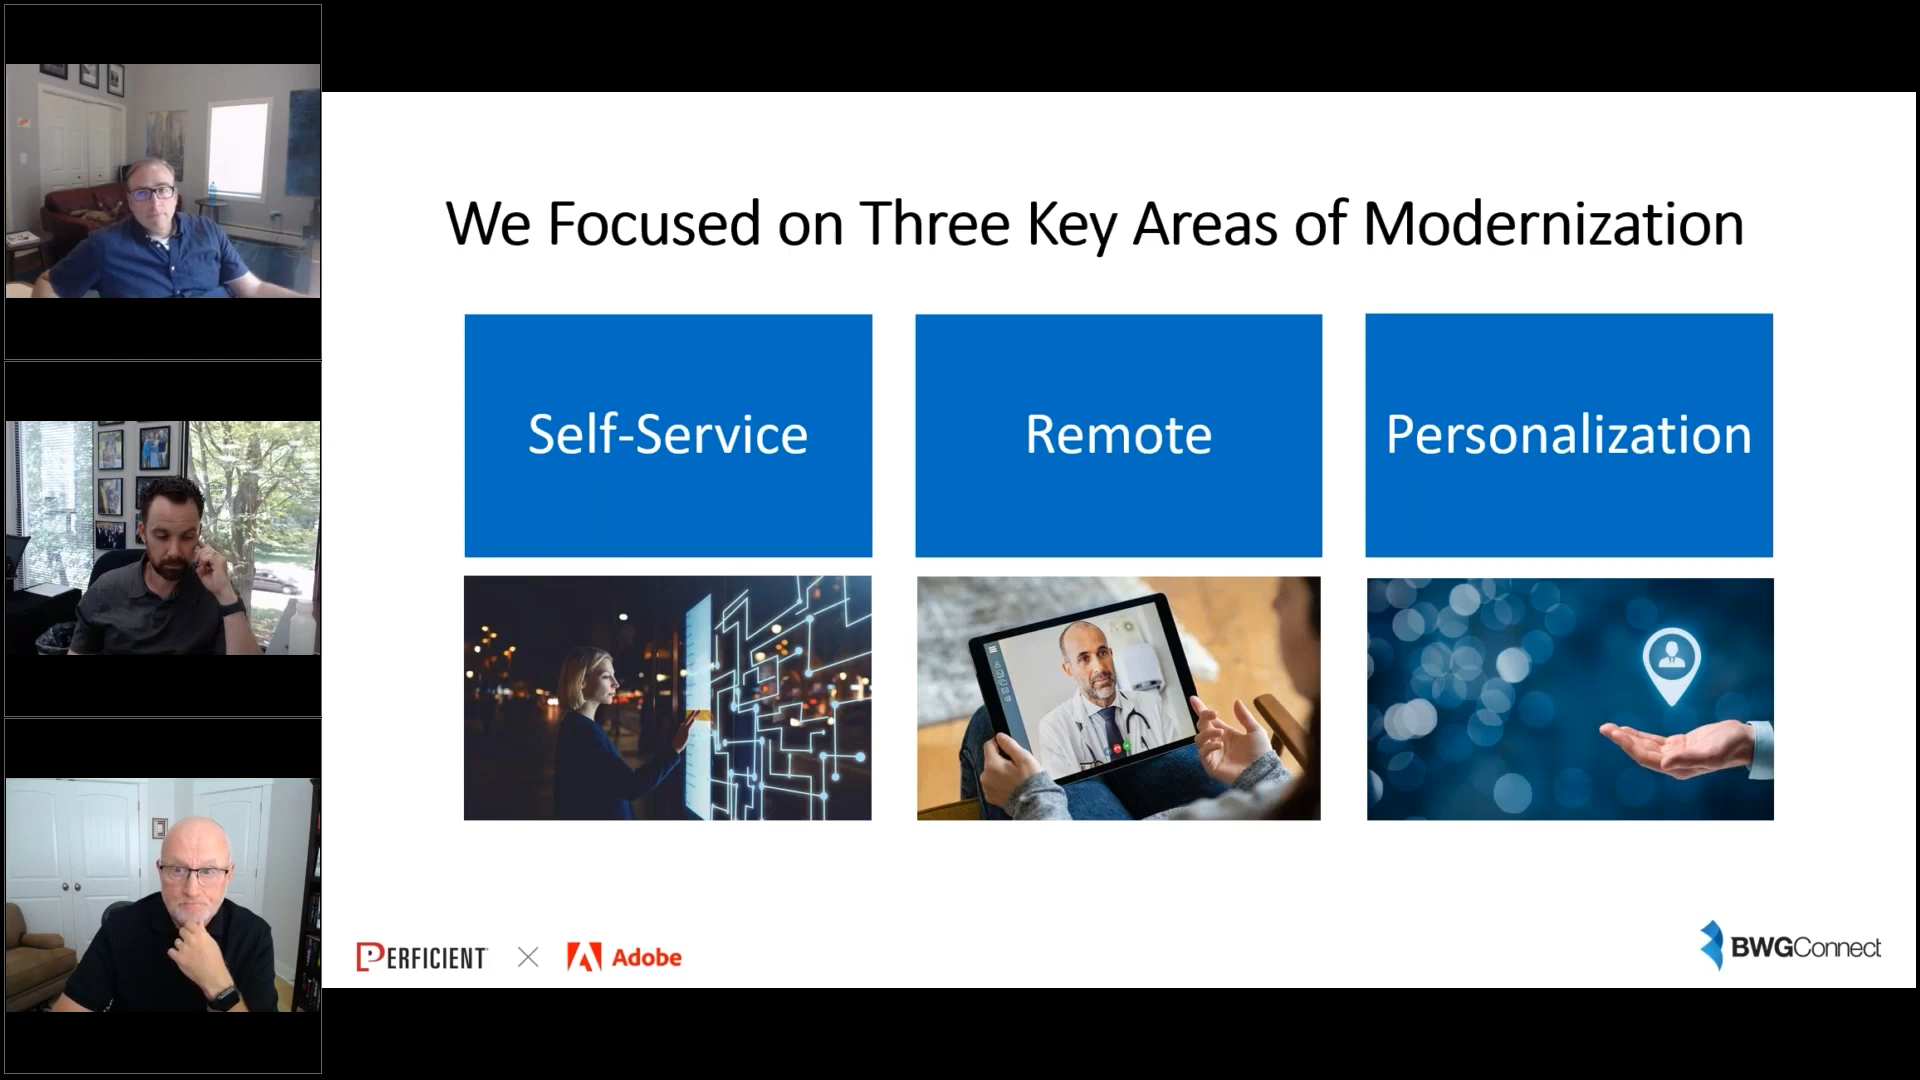 We Focused on Three Key Areas of Modernization
Self-Service
Remote
Personalization
PERFICIENT
Adobe
BWGConnect